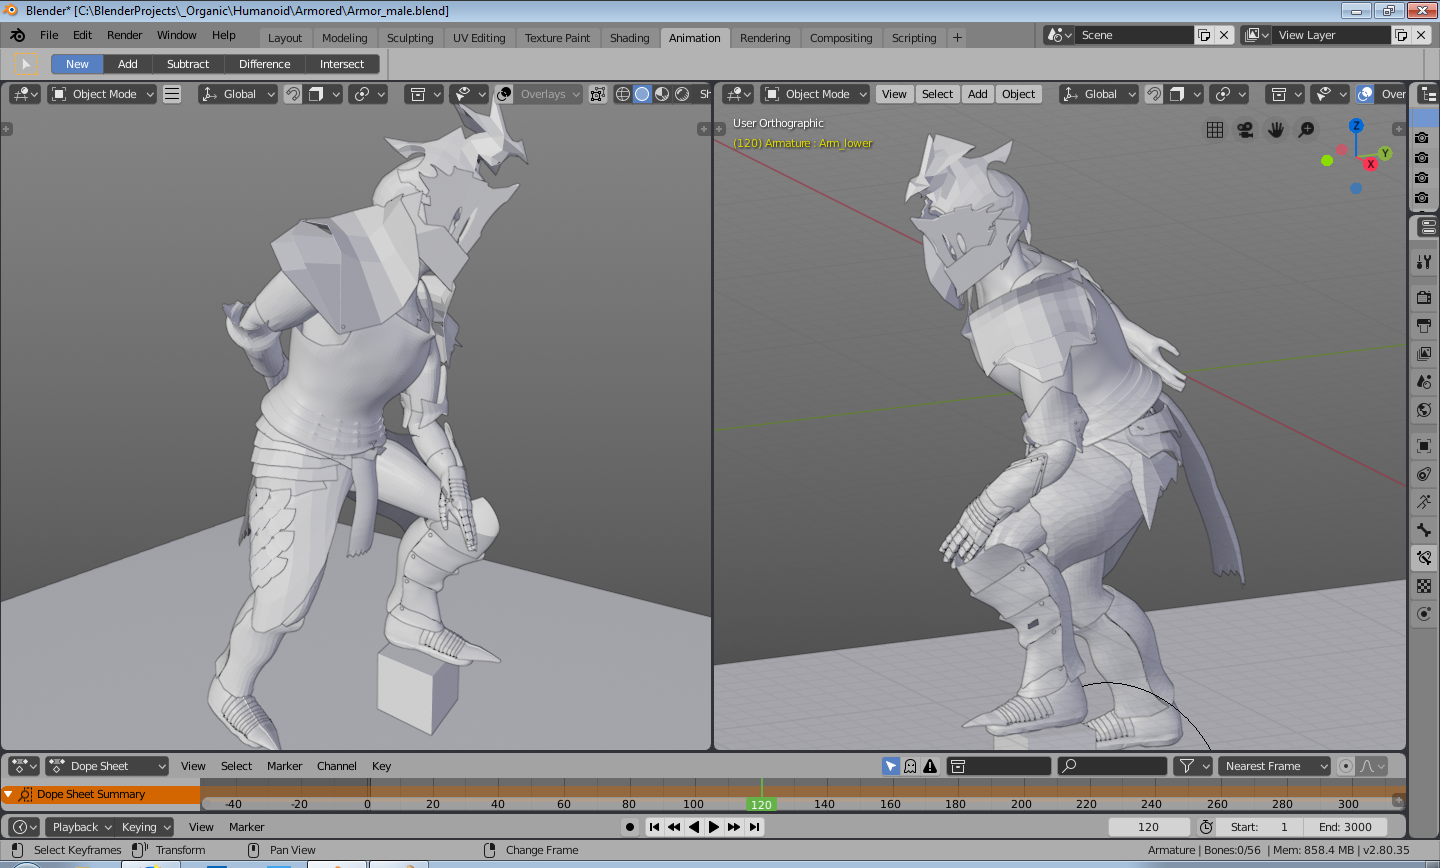 Blender* [C:\BlenderProjects\_Organic\Humanoid\Armored\Armor_male.blend]
File Edit Render Window Help Layout Modeling Sculpting UV Editing Texture Paint Shading Animation Rendering Compositing Scripting + Scene View Layer
New Add Subtract Difference Intersect
Object Mode Global Overlays Sh Object Mode View Select Add Object Global Over
User Orthographic
(120) Armature : Arm_lower
Z
Y
X
Dope Sheet View Select Marker Channel Key Nearest Frame
Dope Sheet Summary
-40 -20 0 20 40 60 80 100 120 140 160 180 200 220 240 260 280 300
Playback Keying View Marker 120 Start: 1 End: 3000
Select Keyframes Transform Pan View Change Frame Armature | Bones:0/56 | Mem: 858.4 MB | v2.80.35